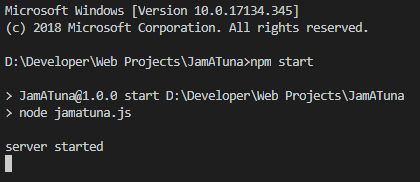 Microsoft Windows [Version 10.0.17134.345]
(c) 2018 Microsoft Corporation. All rights reserved.
D:\Developer\Web Projects\JamATuna>npm start
> JamATuna@1.0.0 start D:\Developer\Web Projects\JamATuna
> node jamatuna.js
server started